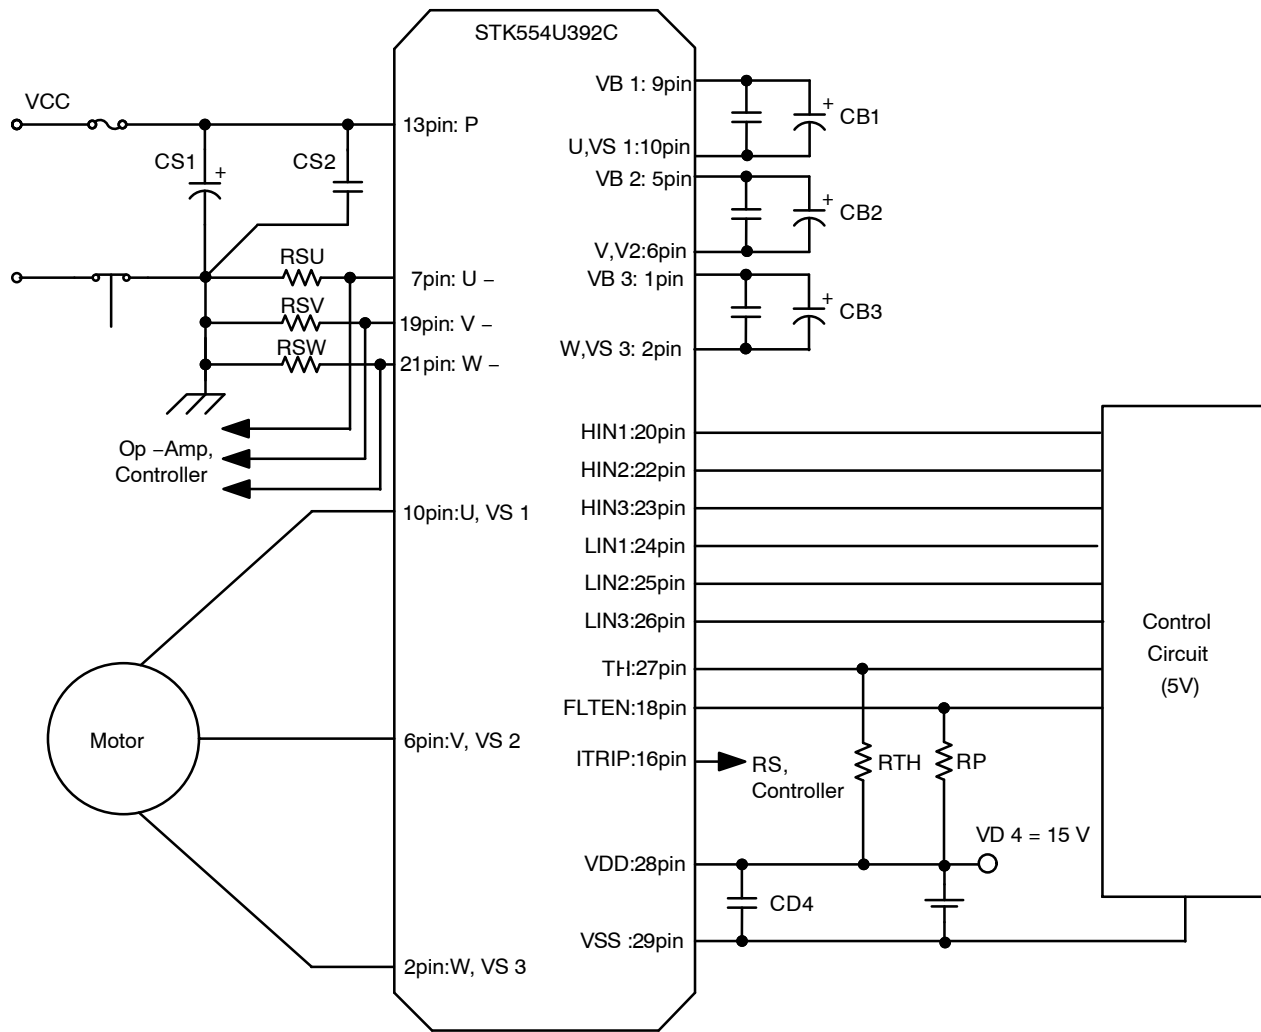 STK554U392C
VCC
13pin: P
CS1
+
CS2
RSU
7pin: U –
RSV
19pin: V –
RSW
21pin: W –
Op –Amp,
Controller
10pin:U, VS 1
Motor
6pin:V, VS 2
2pin:W, VS 3
VB 1: 9pin
+
CB1
U,VS 1:10pin
VB 2: 5pin
+
CB2
V,V2:6pin
VB 3: 1pin
+
CB3
W,VS 3: 2pin
HIN1:20pin
HIN2:22pin
HIN3:23pin
LIN1:24pin
LIN2:25pin
LIN3:26pin
TH:27pin
FLTEN:18pin
ITRIP:16pin
RS,
Controller
RTH
RP
VD 4 = 15 V
VDD:28pin
CD4
VSS :29pin
Control
Circuit
(5V)